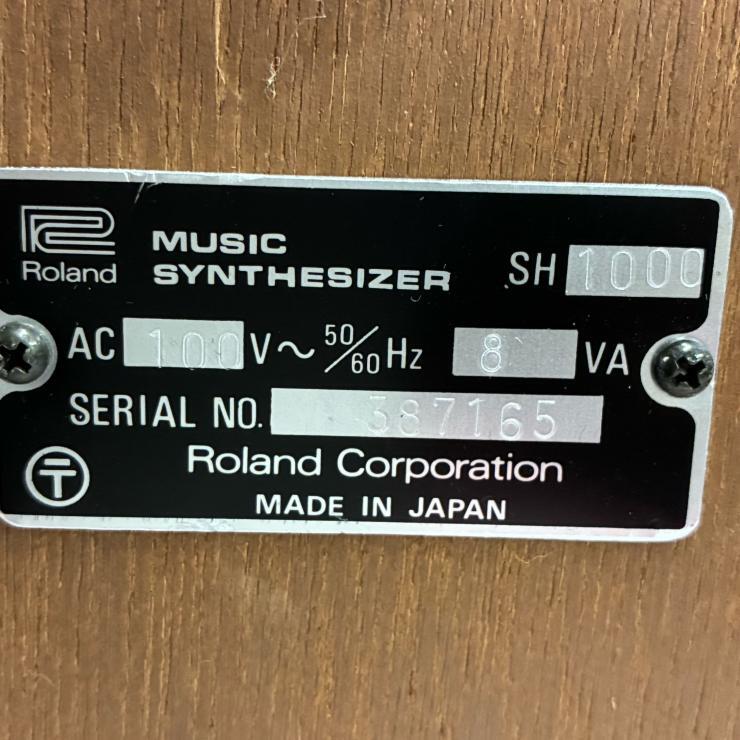 Roland
MUSIC
SYNTHESIZER
SH 1000
AC 100 V~ 50/60 Hz 8 VA
SERIAL NO. 387165
Roland Corporation
MADE IN JAPAN